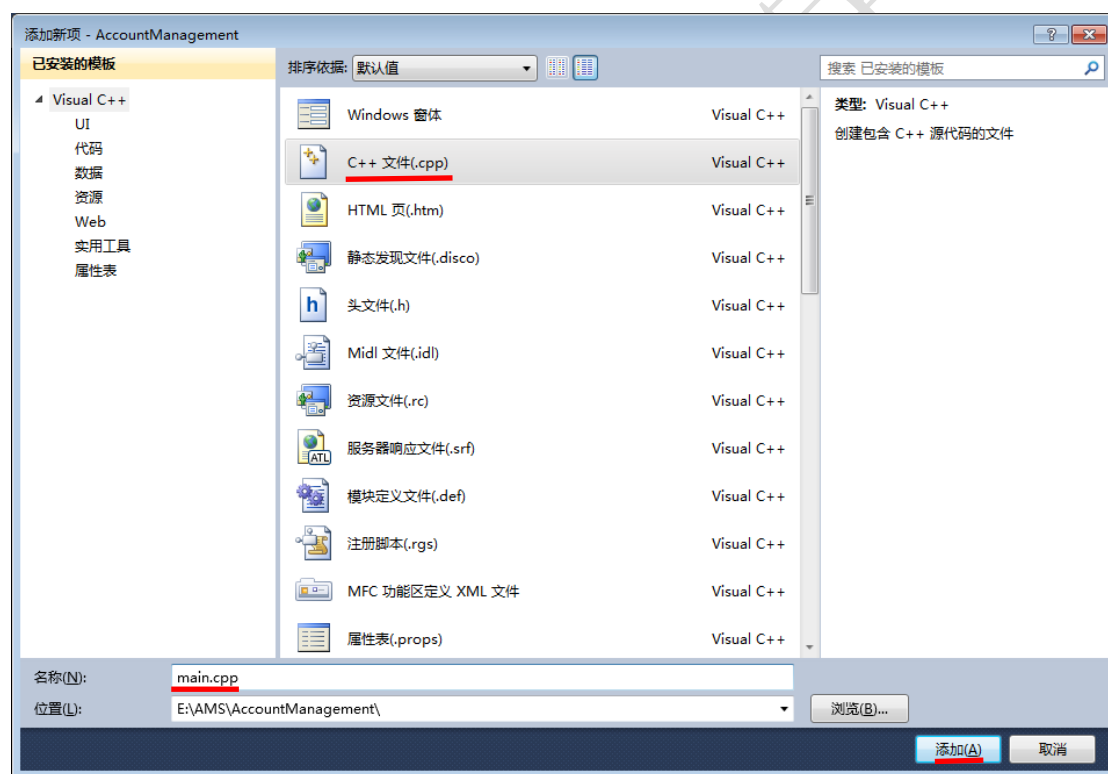 添加新项 - AccountManagement
已安装的模板
排序依据: 默认值
搜索 已安装的模板
Visual C++
UI
代码
数据
资源
Web
实用工具
属性表
Windows 窗体 Visual C++
C++ 文件(.cpp) Visual C++
HTML 页(.htm) Visual C++
静态发现文件(.disco) Visual C++
h 头文件(.h) Visual C++
Midl 文件(.idl) Visual C++
资源文件(.rc) Visual C++
ATL 服务器响应文件(.srf) Visual C++
模块定义文件(.def) Visual C++
注册脚本(.rgs) Visual C++
MFC 功能区定义 XML 文件 Visual C++
属性表(.props) Visual C++
类型: Visual C++
创建包含 C++ 源代码的文件
名称(N): main.cpp
位置(L): E:\AMS\AccountManagement\ 浏览(B)...
添加(A) 取消